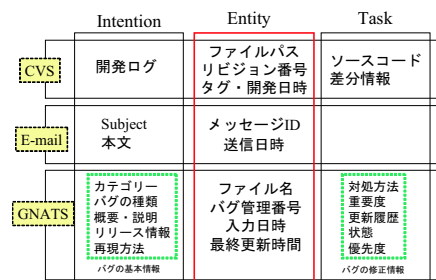 Intention Entity Task
CVS
開発ログ
ファイルパス
リビジョン番号
タグ・開発日時
ソースコード
差分情報
E-mail
Subject
本文
メッセージID
送信日時
GNATS
カテゴリー
バグの種類
概要・説明
リリース情報
再現方法
バグの基本情報
ファイル名
バグ管理番号
入力日時
最終更新時間
対処方法
重要度
更新履歴
状態
優先度
バグの修正情報